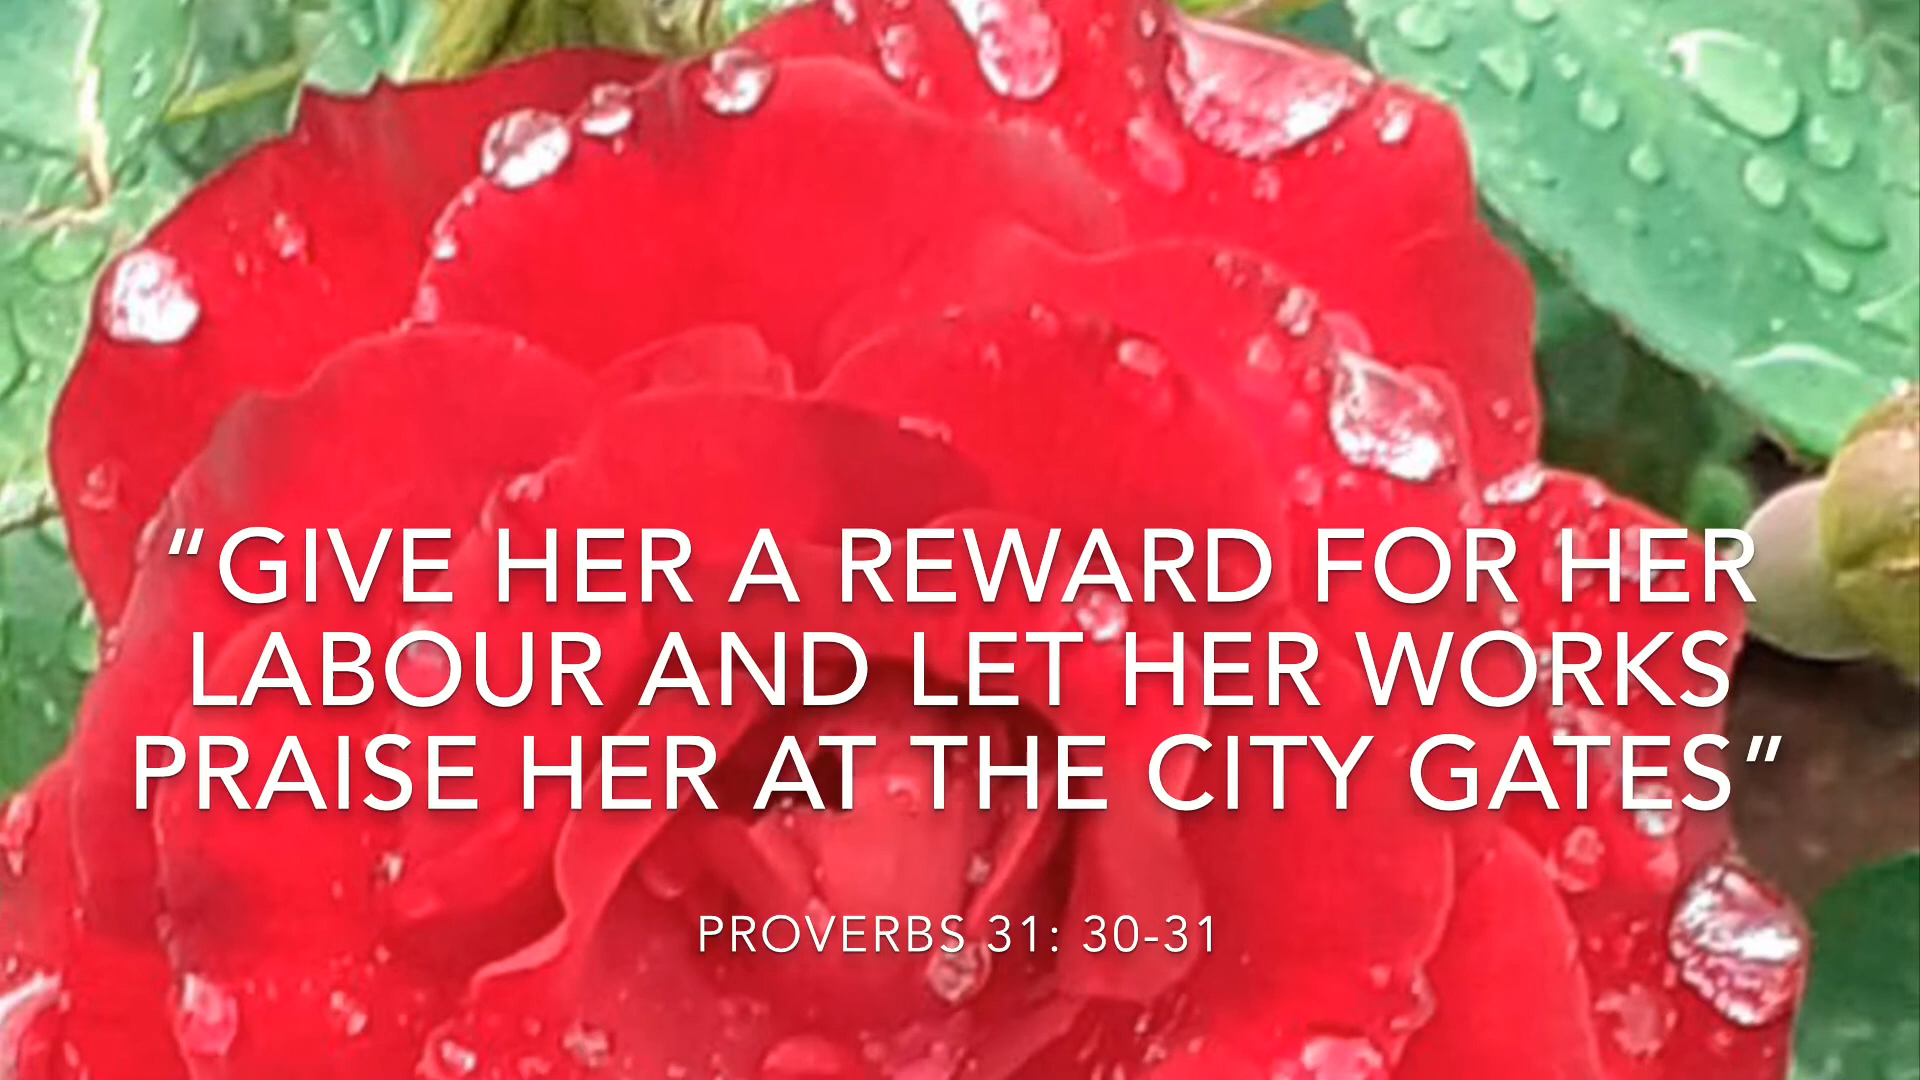 “GIVE HER A REWARD FOR HER
LABOUR AND LET HER WORKS
PRAISE HER AT THE CITY GATES”
PROVERBS 31: 30-31